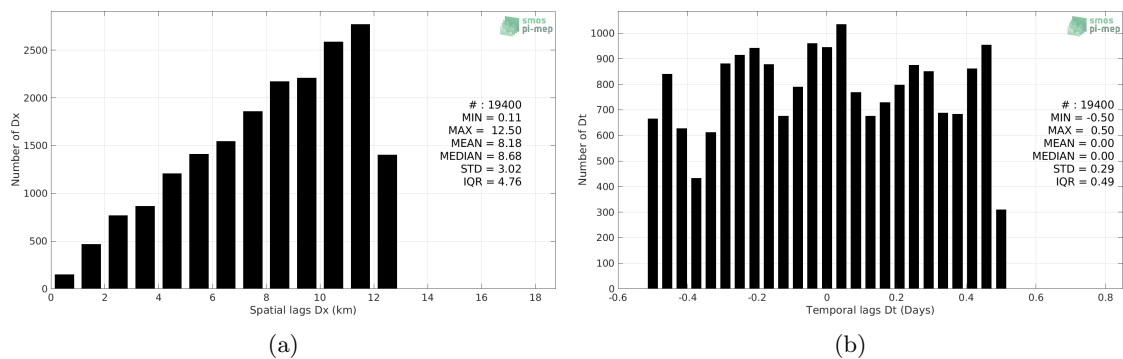 smos
pi-mep
Number of Dx
2500
2000
1500
1000
500
0
# : 19400
MIN = 0.11
MAX = 12.50
MEAN = 8.18
MEDIAN = 8.68
STD = 3.02
IQR = 4.76
0 2 4 6 8 10 12 14 16 18
Spatial lags Dx (km)
(a)
smos
pi-mep
Number of Dt
1000
900
800
700
600
500
400
300
200
100
0
# : 19400
MIN = -0.50
MAX = 0.50
MEAN = 0.00
MEDIAN = 0.00
STD = 0.29
IQR = 0.49
-0.6 -0.4 -0.2 0 0.2 0.4 0.6 0.8
Temporal lags Dt (Days)
(b)